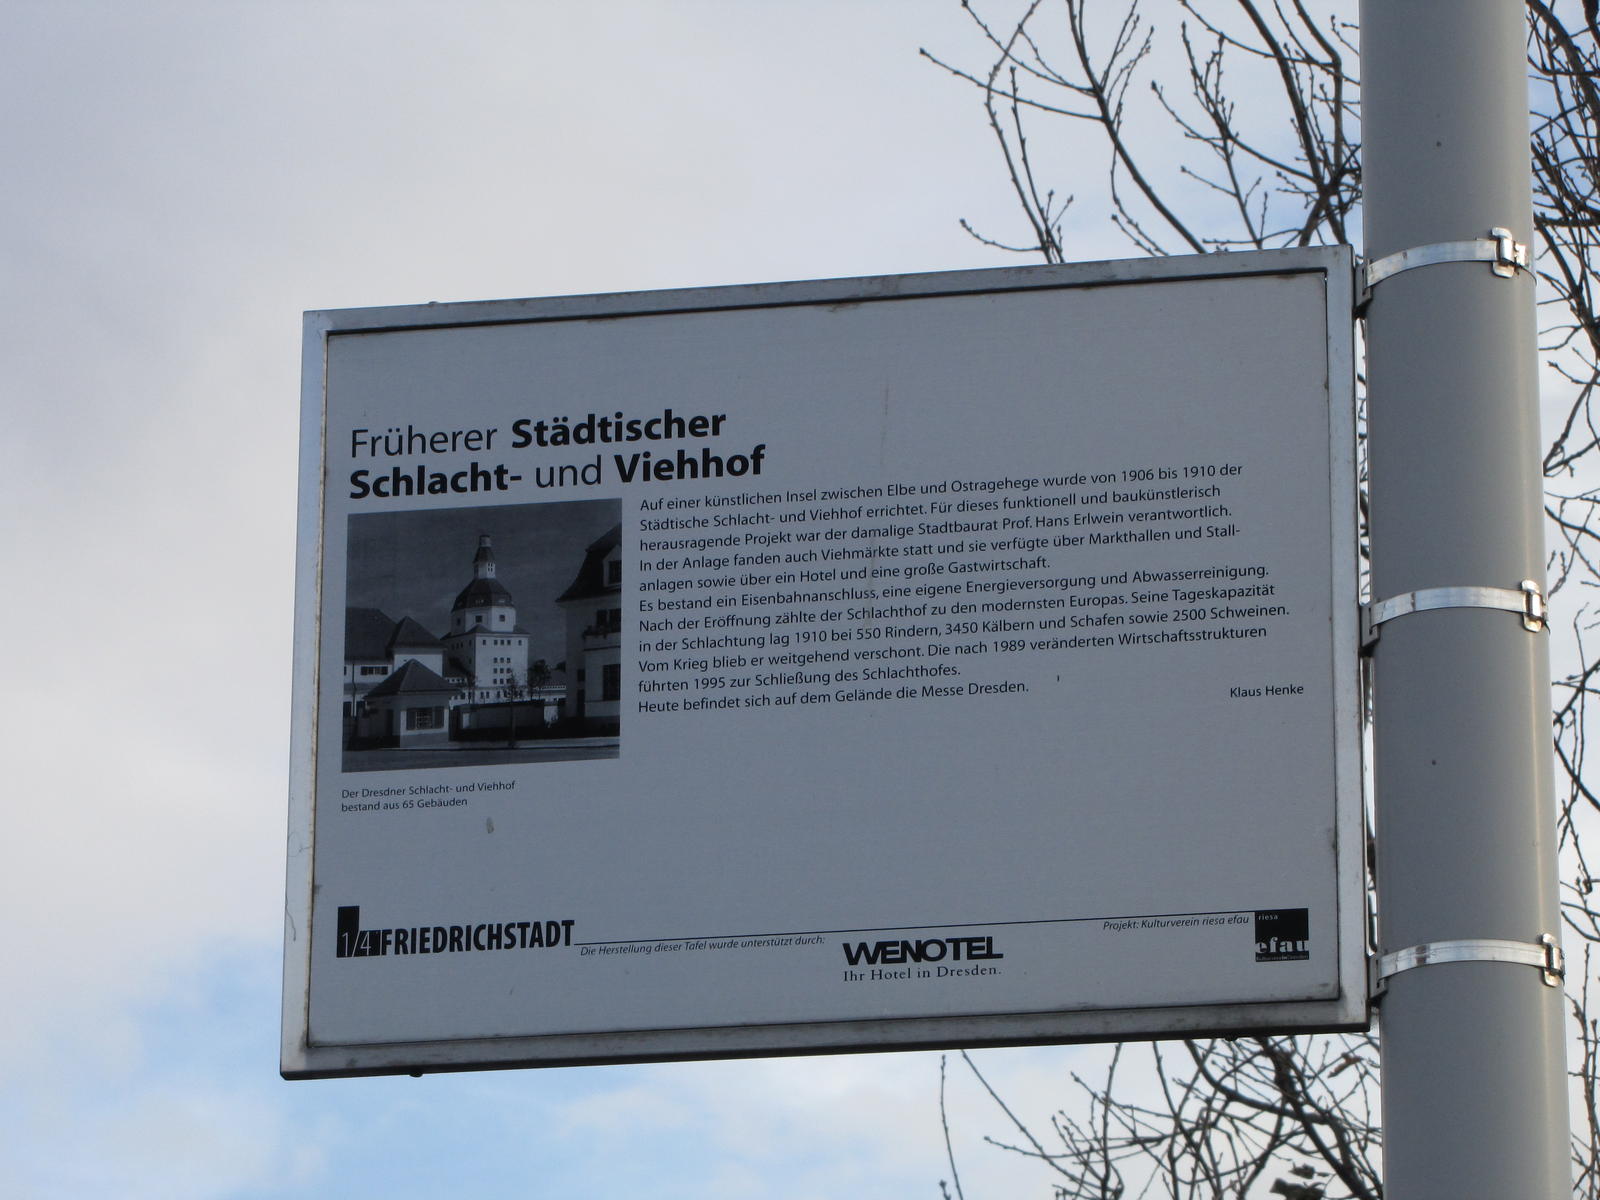 Früherer Städtischer
Schlacht- und Viehhof
Auf einer künstlichen Insel zwischen Elbe und Ostragehege wurde von 1906 bis 1910 der
Städtische Schlacht- und Viehhof errichtet. Für dieses funktionell und baukünstlerisch
herausragende Projekt war der damalige Stadtbaurat Prof. Hans Erlwein verantwortlich.
In der Anlage fanden auch Viehmärkte statt und sie verfügte über Markthallen und Stall-
anlagen sowie über ein Hotel und eine große Gastwirtschaft.
Es bestand ein Eisenbahnanschluss, eine eigene Energieversorgung und Abwasserreinigung.
Nach der Eröffnung zählte der Schlachthof zu den modernsten Europas. Seine Tageskapazität
in der Schlachtung lag 1910 bei 550 Rindern, 3450 Kälbern und Schafen sowie 2500 Schweinen.
Vom Krieg blieb er weitgehend verschont. Die nach 1989 veränderten Wirtschaftsstrukturen
führten 1995 zur Schließung des Schlachthofes.
Heute befindet sich auf dem Gelände die Messe Dresden.
Klaus Henke
Der Dresdner Schlacht- und Viehhof
bestand aus 65 Gebäuden
14 FRIEDRICHSTADT
Die Herstellung dieser Tafel wurde unterstützt durch:
WENOTEL
Ihr Hotel in Dresden.
Projekt: Kulturverein riesa efau
riesa
efau